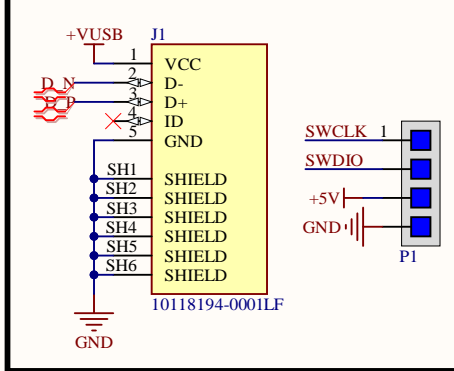 +VUSB
J1
1 VCC
D_N 2 D-
D_P 3 D+
4 ID
5 GND
SH1 SHIELD
SH2 SHIELD
SH3 SHIELD
SH4 SHIELD
SH5 SHIELD
SH6 SHIELD
10118194-0001LF
GND
SWCLK 1
SWDIO
+5V
GND
P1